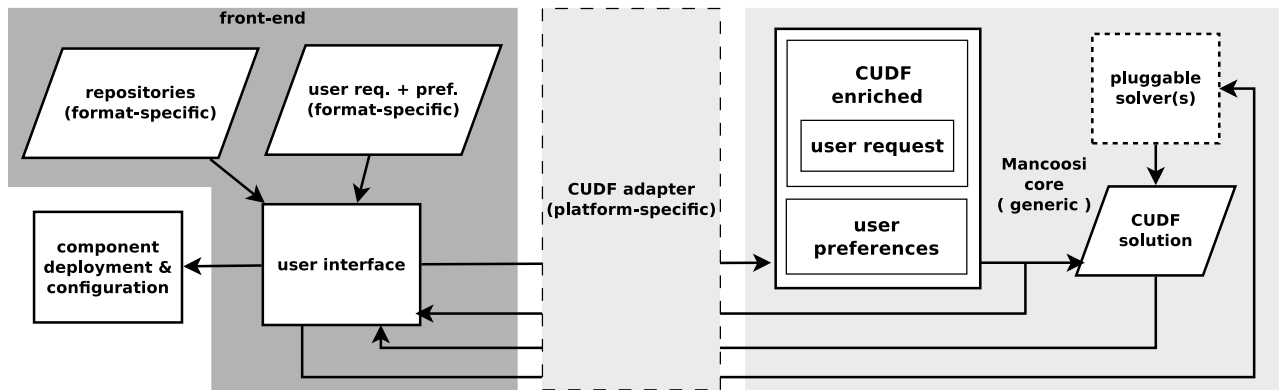 front-end
repositories
(format-specific)
user req. + pref.
(format-specific)
user interface
component
deployment &
configuration
CUDF adapter
(platform-specific)
CUDF
enriched
user request
user
preferences
Mancoosi
core
( generic )
pluggable
solver(s)
CUDF
solution